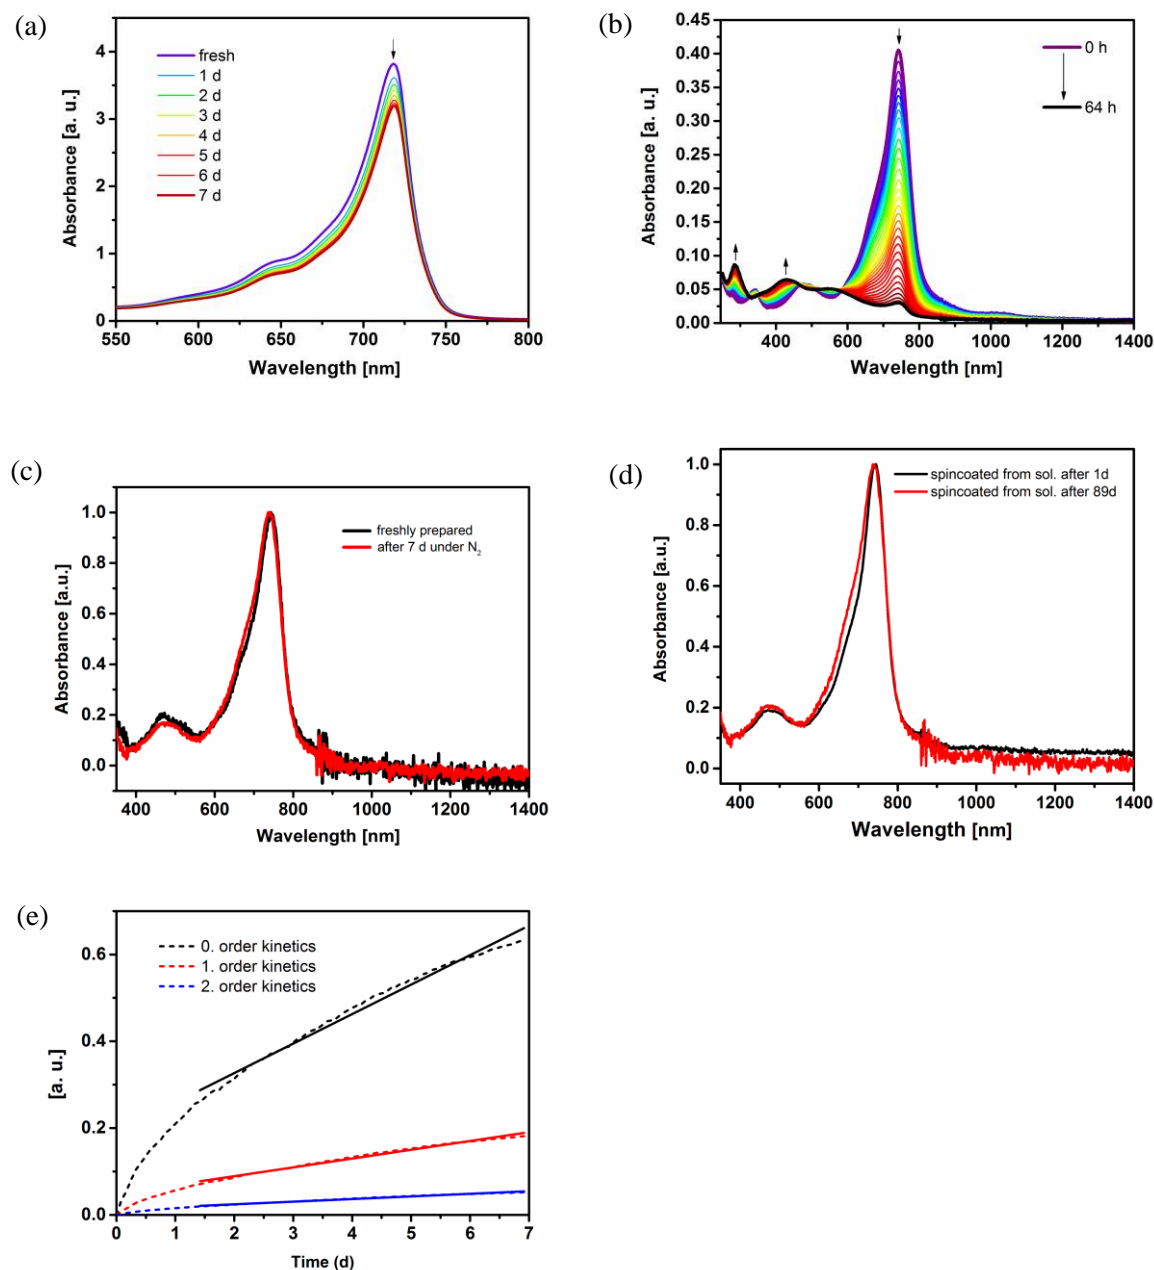 (a)
fresh
1 d
2 d
3 d
4 d
5 d
6 d
7 d
Absorbance [a. u.]
4
3
2
1
0
550 600 650 700 750 800
Wavelength [nm]
(b)
0 h
64 h
Absorbance [a. u.]
0.45
0.40
0.35
0.30
0.25
0.20
0.15
0.10
0.05
0.00
400 600 800 1000 1200 1400
Wavelength [nm]
(c)
freshly prepared
after 7 d under N₂
Absorbance [a.u.]
1.0
0.8
0.6
0.4
0.2
0.0
400 600 800 1000 1200 1400
Wavelength [nm]
(d)
spincoated from sol. after 1d
spincoated from sol. after 89d
Absorbance [a.u.]
1.0
0.8
0.6
0.4
0.2
0.0
400 600 800 1000 1200 1400
Wavelength [nm]
(e)
0. order kinetics
1. order kinetics
2. order kinetics
[a. u.]
0.6
0.4
0.2
0.0
0 1 2 3 4 5 6 7
Time (d)